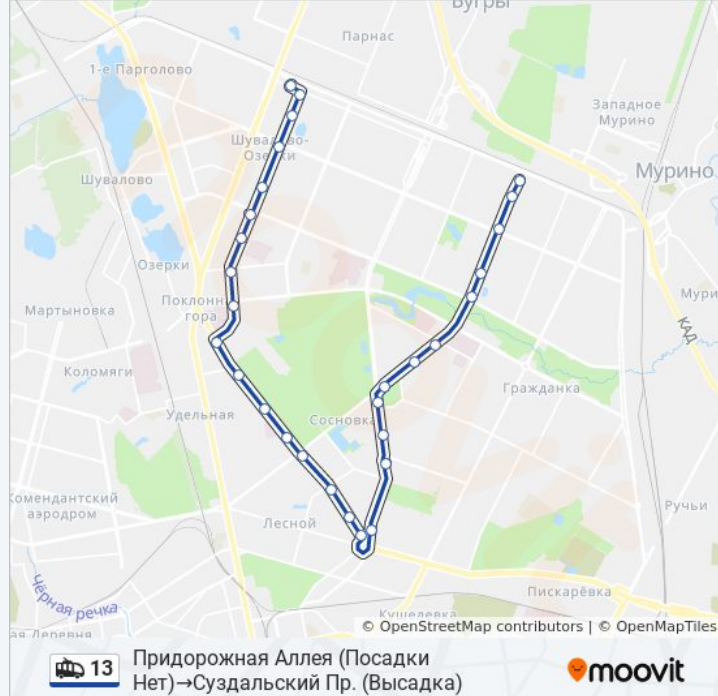 Бугры
Парнас
1-е Парголово
Западное
Мурино
Шувалово-
Озерки
Мурино
Шувалово
Озерки
Поклонн
гора
Мури
Мартыновка
КАД
Коломяги
Гражданка
Удельная
Сосновка
Комендантский
аэродром
Ручьи
Лесной
Чёрная речка
Пискарёвка
Кушелевка
ая Деревня
© OpenStreetMap contributors | © OpenMapTiles
13
Придорожная Аллея (Посадки
Нет)→Суздальский Пр. (Высадка)
moovit